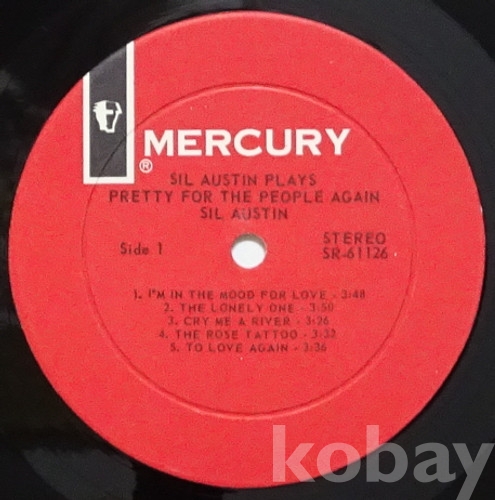 MERCURY
®
SIL AUSTIN PLAYS
PRETTY FOR THE PEOPLE AGAIN
SIL AUSTIN
Side 1
STEREO
SR-61126
1. I'M IN THE MOOD FOR LOVE - 3:48
2. THE LONELY ONE - 3:50
3. CRY ME A RIVER - 3:26
4. THE ROSE TATTOO - 3:32
5. TO LOVE AGAIN - 3:36
kobay